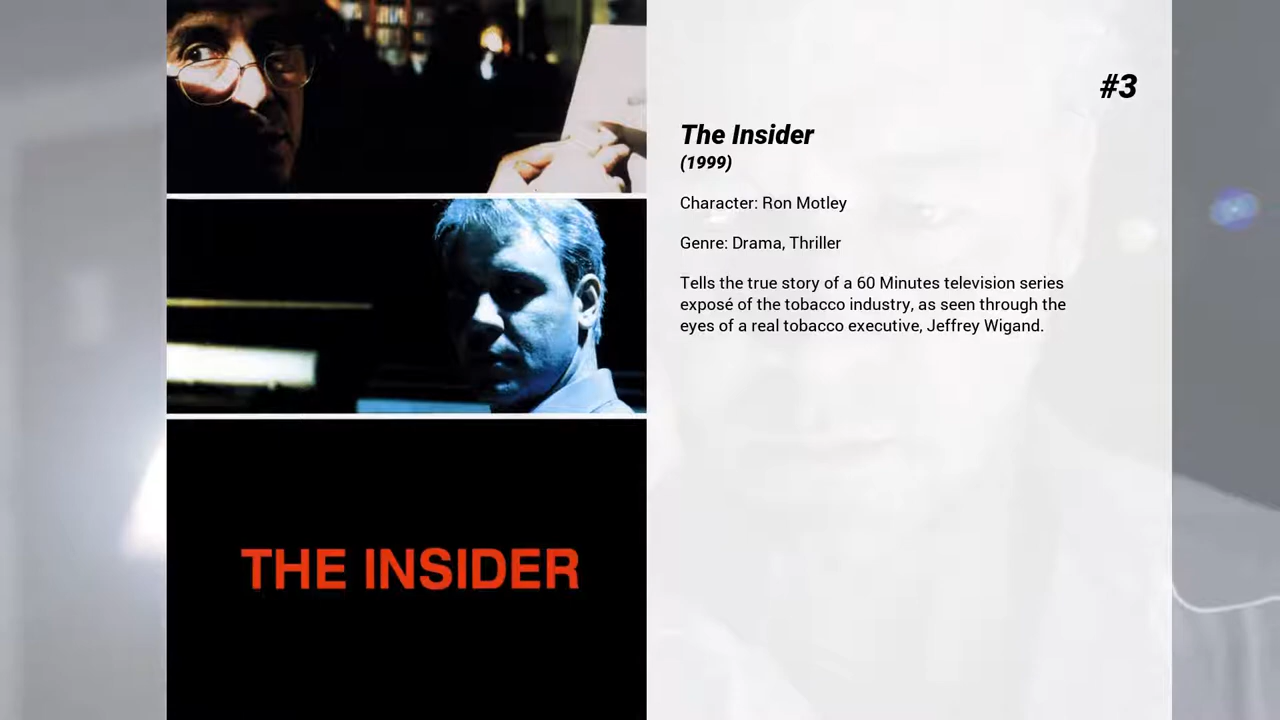 #3
The Insider
(1999)
Character: Ron Motley
Genre: Drama, Thriller
Tells the true story of a 60 Minutes television series
exposé of the tobacco industry, as seen through the
eyes of a real tobacco executive, Jeffrey Wigand.
THE INSIDER